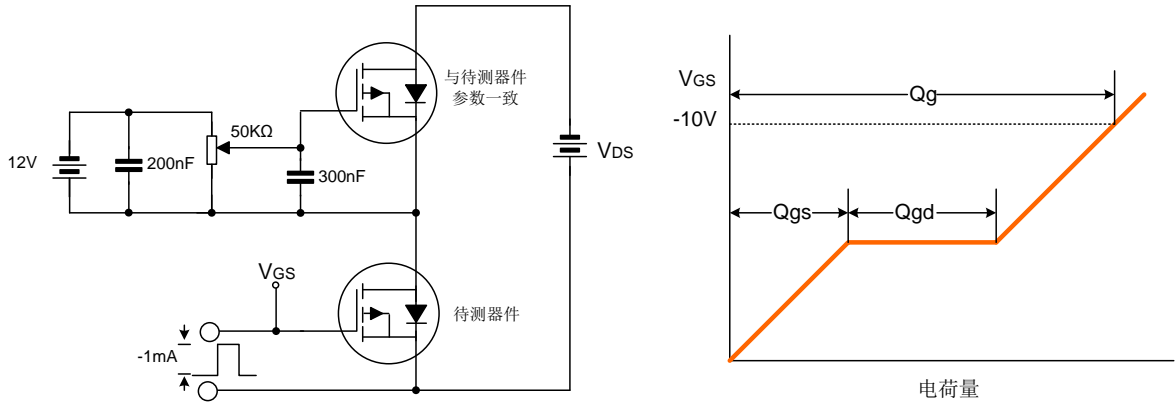 12V
200nF
50KΩ
300nF
与待测器件
参数一致
VDS
VGS
-1mA
待测器件
VGS
-10V
Qg
Qgs
Qgd
电荷量